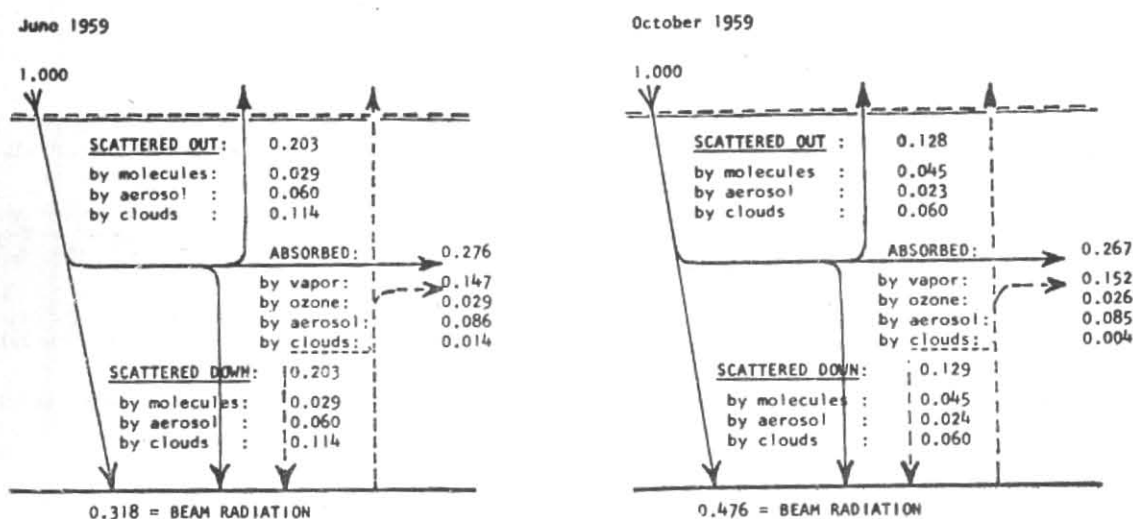 June 1959
1.000
SCATTERED OUT: 0.203
by molecules: 0.029
by aerosol : 0.060
by clouds : 0.114
ABSORBED: 0.276
by vapor: 0.147
by ozone: 0.029
by aerosol: 0.086
by clouds: 0.014
SCATTERED DOWN: 0.203
by molecules: 0.029
by aerosol : 0.060
by clouds : 0.114
0.318 = BEAM RADIATION
October 1959
1.000
SCATTERED OUT : 0.128
by molecules : 0.045
by aerosol : 0.023
by clouds : 0.060
ABSORBED: 0.267
by vapor: 0.152
by ozone: 0.026
by aerosol: 0.085
by clouds: 0.004
SCATTERED DOWN: 0.129
by molecules : 0.045
by aerosol : 0.024
by clouds : 0.060
0.476 = BEAM RADIATION